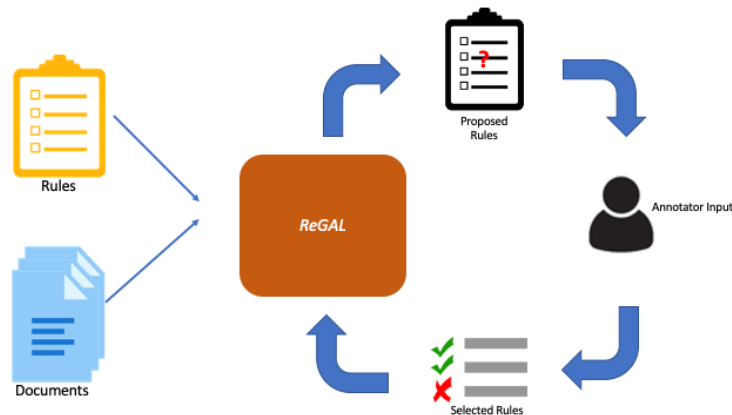 Rules
Documents
ReGAL
?
Proposed
Rules
Annotator Input
Selected Rules